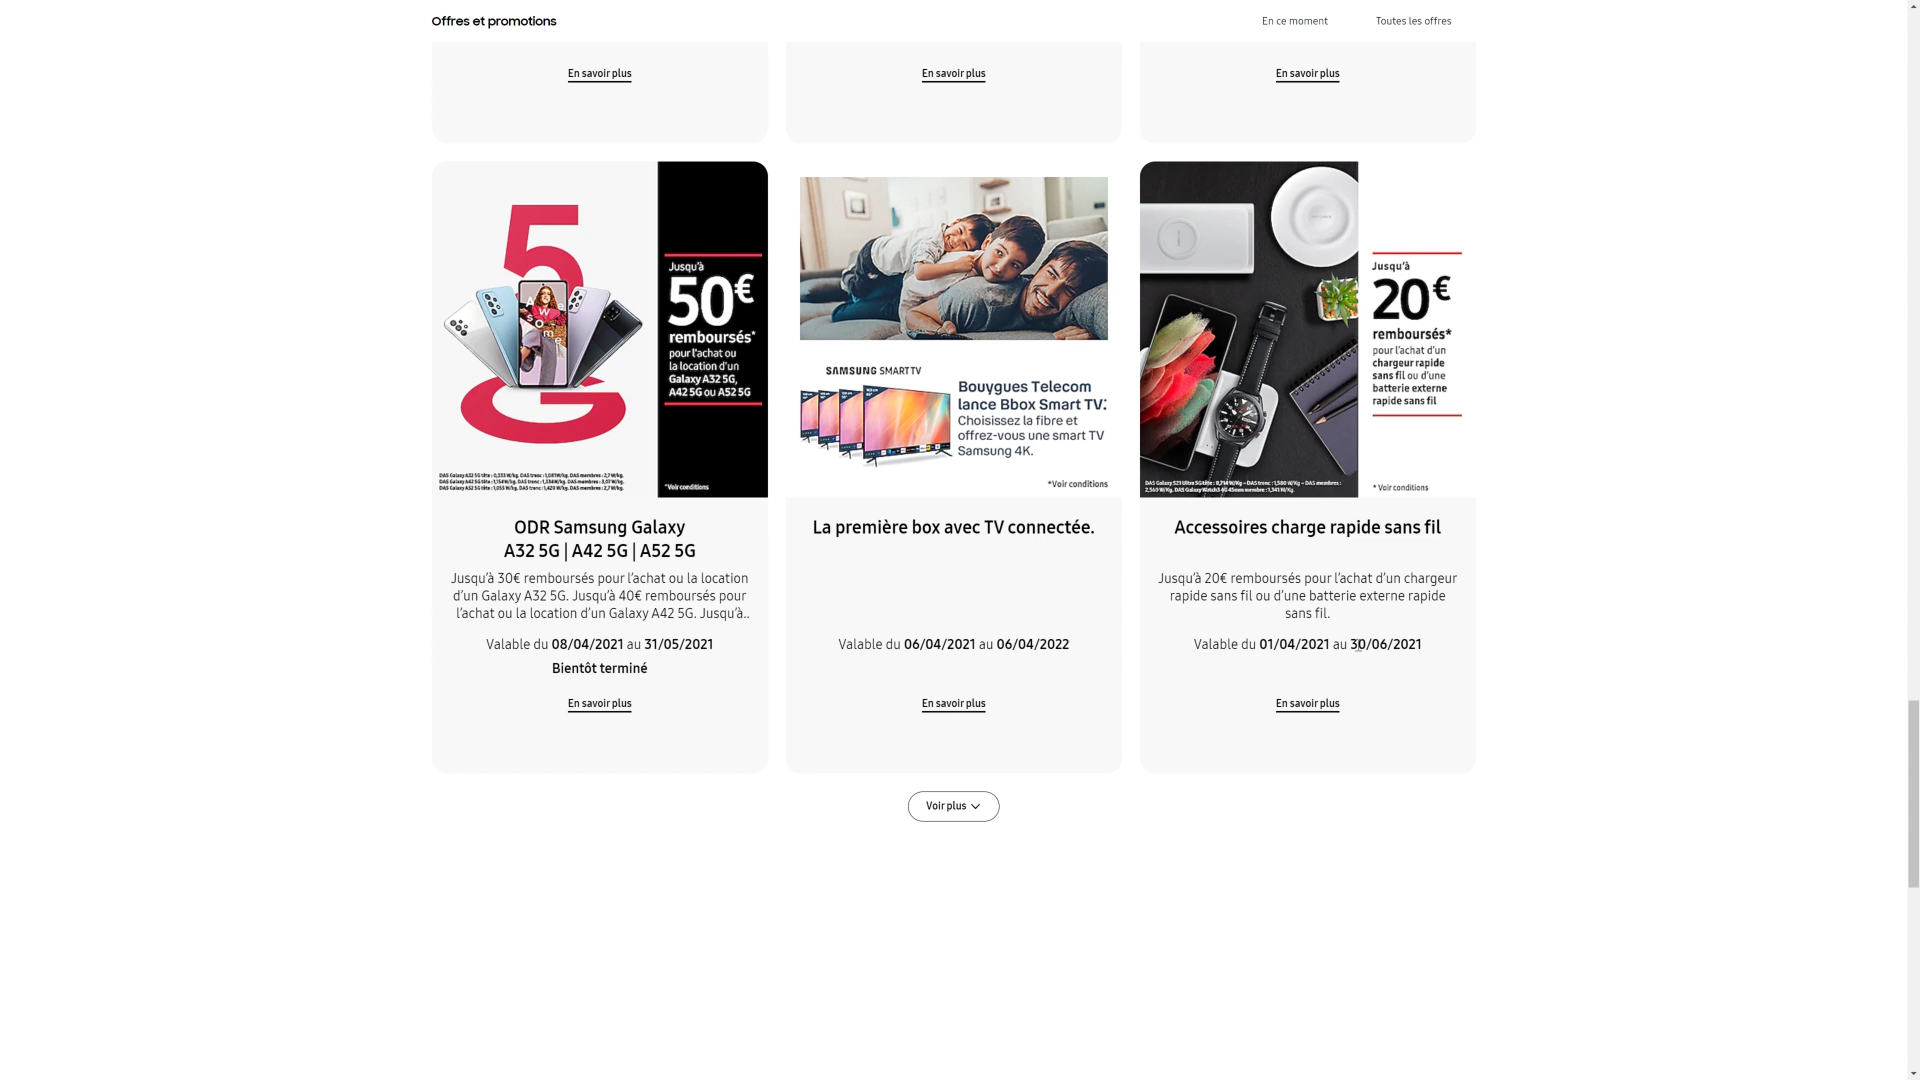 Offres et promotions
En ce moment
Toutes les offres
En savoir plus
En savoir plus
En savoir plus
5
G
Jusqu'à
50€
remboursés*
pour l'achat ou
la location d'un
Galaxy A32 5G,
A42 5G ou A52 5G
*Voir conditions
ODR Samsung Galaxy
A32 5G | A42 5G | A52 5G
Jusqu'à 30€ remboursés pour l'achat ou la location
d'un Galaxy A32 5G. Jusqu'à 40€ remboursés pour
l'achat ou la location d'un Galaxy A42 5G. Jusqu'à..
Valable du 08/04/2021 au 31/05/2021
Bientôt terminé
En savoir plus
SAMSUNG SMART TV
Bouygues Telecom
lance Bbox Smart TV*.
Choisissez la fibre et
offrez-vous une smart TV
Samsung 4K.
*Voir conditions
La première box avec TV connectée.
Valable du 06/04/2021 au 06/04/2022
En savoir plus
Jusqu'à
20€
remboursés*
pour l'achat d'un
chargeur rapide
sans fil ou d'une
batterie externe
rapide sans fil
* Voir conditions
Accessoires charge rapide sans fil
Jusqu'à 20€ remboursés pour l'achat d'un chargeur
rapide sans fil ou d'une batterie externe rapide
sans fil.
Valable du 01/04/2021 au 30/06/2021
En savoir plus
Voir plus